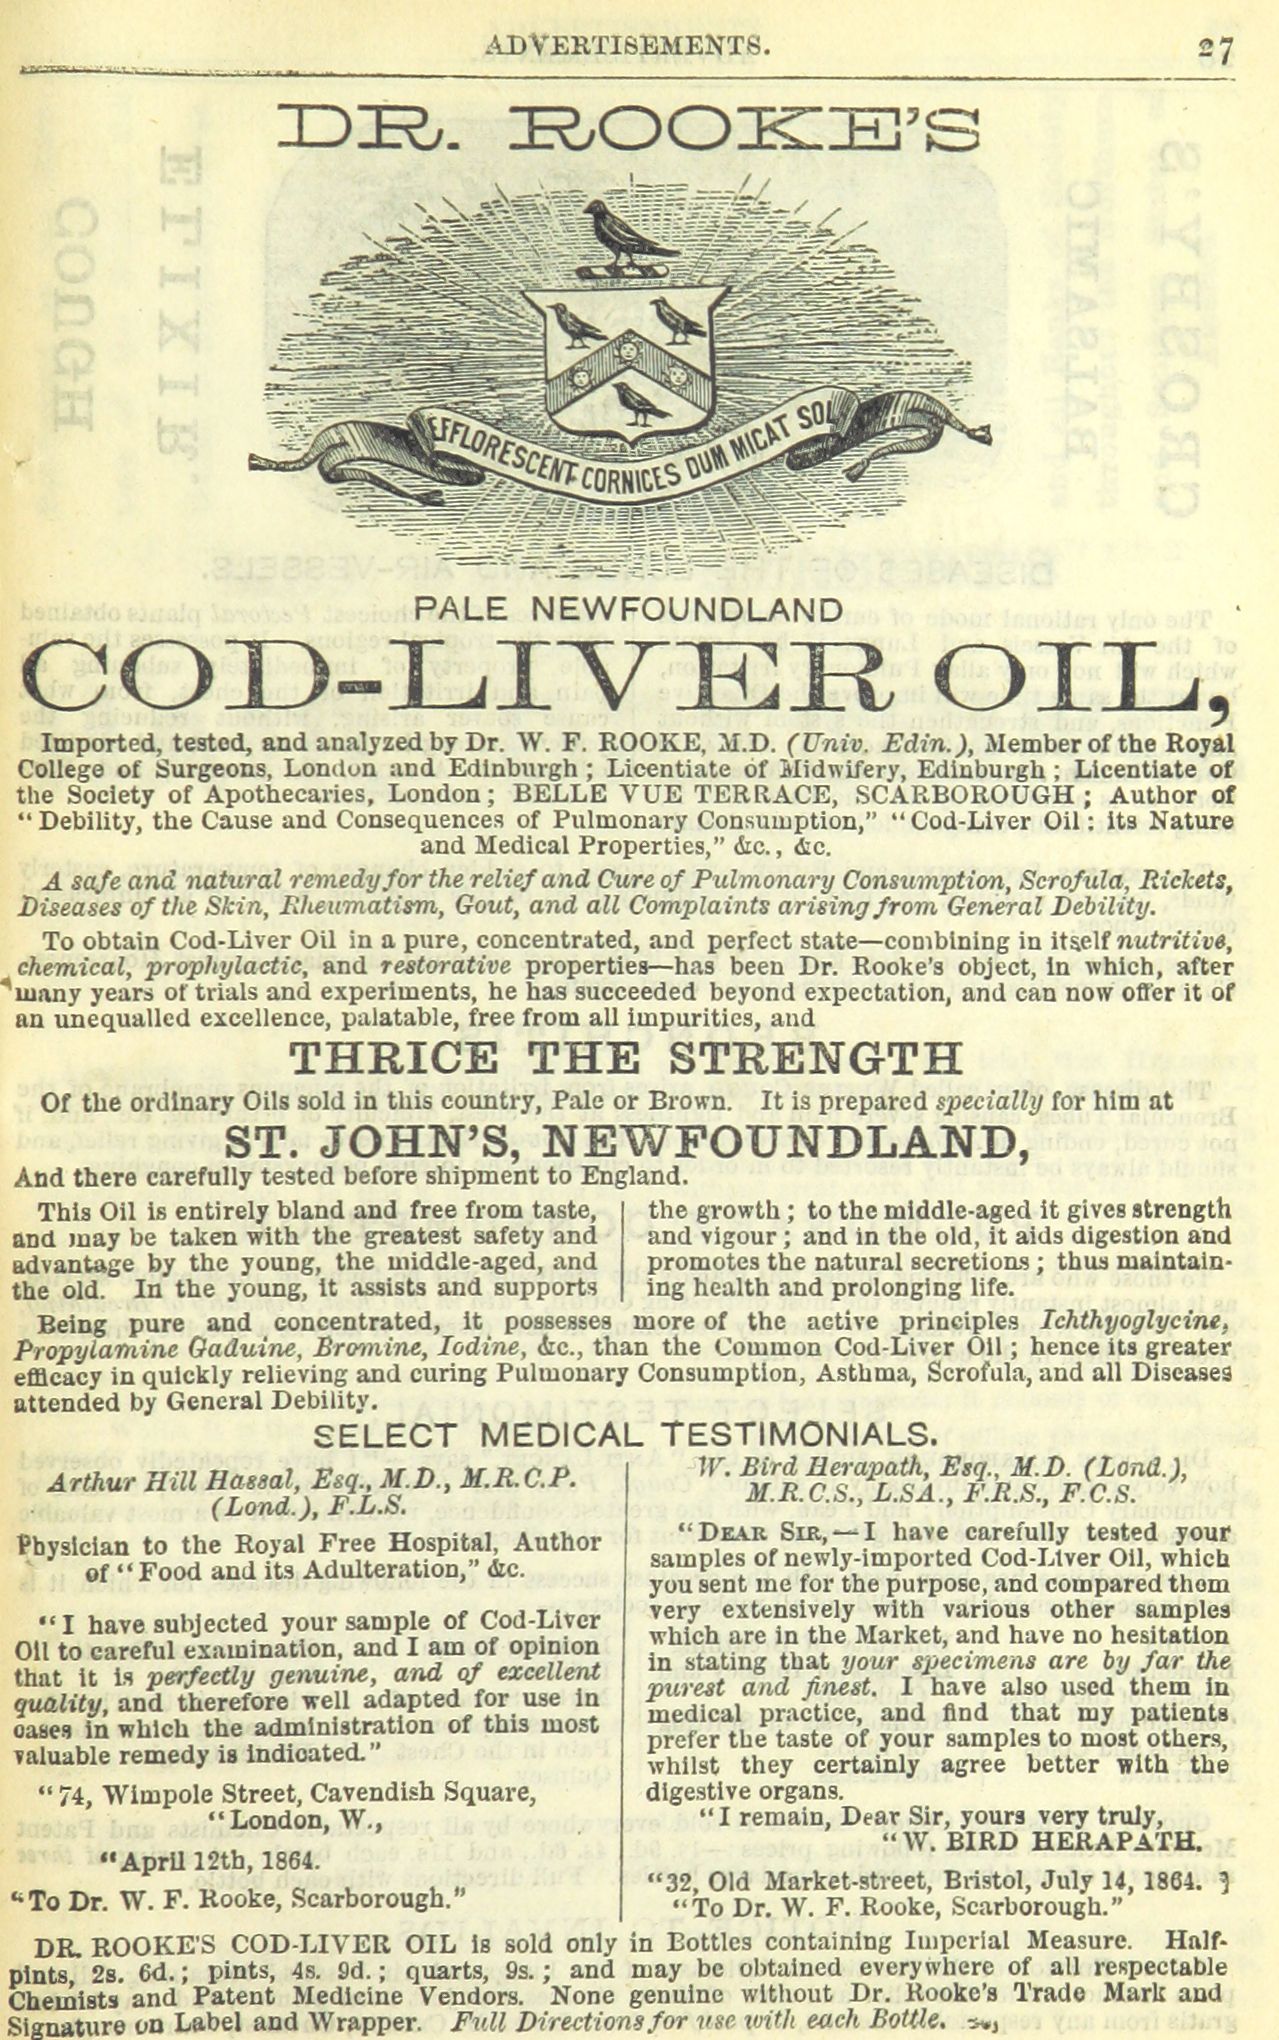 ADVERTISEMENTS. 27
DR. ROOKE'S
EFFLORESCENT CORNICES DUM MICAT SOL
PALE NEWFOUNDLAND
COD-LIVER OIL,
Imported, tested, and analyzed by Dr. W. F. ROOKE, M.D. (Univ. Edin.), Member of the Royal
College of Surgeons, London and Edinburgh; Licentiate of Midwifery, Edinburgh; Licentiate of
the Society of Apothecaries, London; BELLE VUE TERRACE, SCARBOROUGH; Author of
"Debility, the Cause and Consequences of Pulmonary Consumption," "Cod-Liver Oil: its Nature
and Medical Properties," &c., &c.
A safe and natural remedy for the relief and Cure of Pulmonary Consumption, Scrofula, Rickets,
Diseases of the Skin, Rheumatism, Gout, and all Complaints arising from General Debility.
To obtain Cod-Liver Oil in a pure, concentrated, and perfect state—combining in itself nutritive,
chemical, prophylactic, and restorative properties—has been Dr. Rooke's object, in which, after
many years of trials and experiments, he has succeeded beyond expectation, and can now offer it of
an unequalled excellence, palatable, free from all impurities, and
THRICE THE STRENGTH
Of the ordinary Oils sold in this country, Pale or Brown. It is prepared specially for him at
ST. JOHN'S, NEWFOUNDLAND,
And there carefully tested before shipment to England.
This Oil is entirely bland and free from taste,
and may be taken with the greatest safety and
advantage by the young, the middle-aged, and
the old. In the young, it assists and supports
the growth; to the middle-aged it gives strength
and vigour; and in the old, it aids digestion and
promotes the natural secretions; thus maintain-
ing health and prolonging life.
Being pure and concentrated, it possesses more of the active principles Ichthyoglycine,
Propylamine Gaduine, Bromine, Iodine, &c., than the Common Cod-Liver Oil; hence its greater
efficacy in quickly relieving and curing Pulmonary Consumption, Asthma, Scrofula, and all Diseases
attended by General Debility.
SELECT MEDICAL TESTIMONIALS.
Arthur Hill Hassal, Esq., M.D., M.R.C.P.
(Lond.), F.L.S.
Physician to the Royal Free Hospital, Author
of "Food and its Adulteration," &c.
"I have subjected your sample of Cod-Liver
Oil to careful examination, and I am of opinion
that it is perfectly genuine, and of excellent
quality, and therefore well adapted for use in
cases in which the administration of this most
valuable remedy is indicated."
"74, Wimpole Street, Cavendish Square,
"London, W.,
"April 12th, 1864.
"To Dr. W. F. Rooke, Scarborough."
W. Bird Herapath, Esq., M.D. (Lond.),
M.R.C.S., L.SA., F.R.S., F.C.S.
"DEAR SIR,—I have carefully tested your
samples of newly-imported Cod-Liver Oil, which
you sent me for the purpose, and compared them
very extensively with various other samples
which are in the Market, and have no hesitation
in stating that your specimens are by far the
purest and finest. I have also used them in
medical practice, and find that my patients
prefer the taste of your samples to most others,
whilst they certainly agree better with the
digestive organs.
"I remain, Dear Sir, yours very truly,
"W. BIRD HERAPATH.
"32, Old Market-street, Bristol, July 14, 1864.
"To Dr. W. F. Rooke, Scarborough."
DR. ROOKE'S COD-LIVER OIL is sold only in Bottles containing Imperial Measure. Half-
pints, 2s. 6d.; pints, 4s. 9d.; quarts, 9s.; and may be obtained everywhere of all respectable
Chemists and Patent Medicine Vendors. None genuine without Dr. Rooke's Trade Mark and
Signature on Label and Wrapper. Full Directions for use with each Bottle.